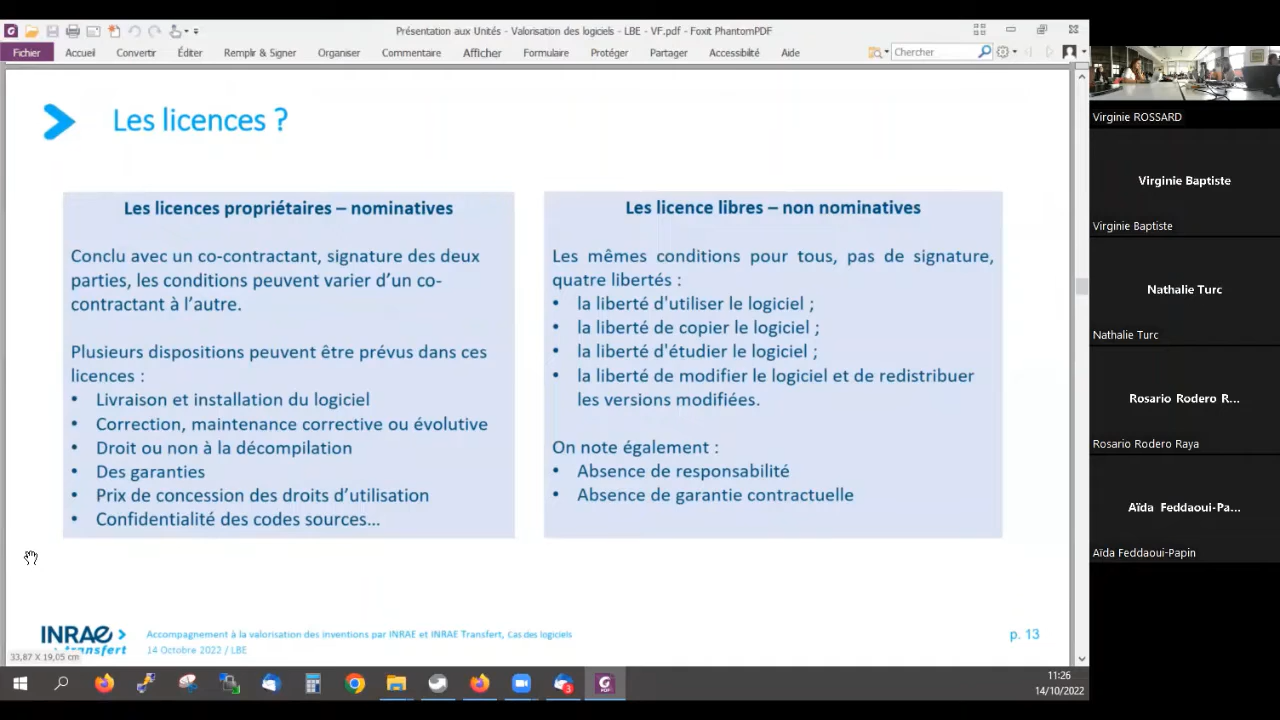 Présentation aux Unités - Valorisation des logiciels - LBE - VF.pdf - Foxit PhantomPDF
Fichier Accueil Convertir Éditer Remplir & Signer Organiser Commentaire Afficher Formulaire Protéger Partager Accessibilité Aide Chercher
Les licences ?
Les licences propriétaires – nominatives
Conclu avec un co-contractant, signature des deux
parties, les conditions peuvent varier d’un co-
contractant à l’autre.
Plusieurs dispositions peuvent être prévus dans ces
licences :
• Livraison et installation du logiciel
• Correction, maintenance corrective ou évolutive
• Droit ou non à la décompilation
• Des garanties
• Prix de concession des droits d’utilisation
• Confidentialité des codes sources…
Les licence libres – non nominatives
Les mêmes conditions pour tous, pas de signature,
quatre libertés :
• la liberté d'utiliser le logiciel ;
• la liberté de copier le logiciel ;
• la liberté d'étudier le logiciel ;
• la liberté de modifier le logiciel et de redistribuer
les versions modifiées.
On note également :
• Absence de responsabilité
• Absence de garantie contractuelle
INRAE
transfert
Accompagnement à la valorisation des inventions par INRAE et INRAE Transfert, Cas des logiciels
14 Octobre 2022 / LBE
p. 13
33,87 X 19,05 cm
3
PDF
11:26
14/10/2022
Virginie ROSSARD
Virginie Baptiste
Virginie Baptiste
Nathalie Turc
Nathalie Turc
Rosario Rodero R...
Rosario Rodero Raya
Aïda Feddaoui-Pa...
Aïda Feddaoui-Papin